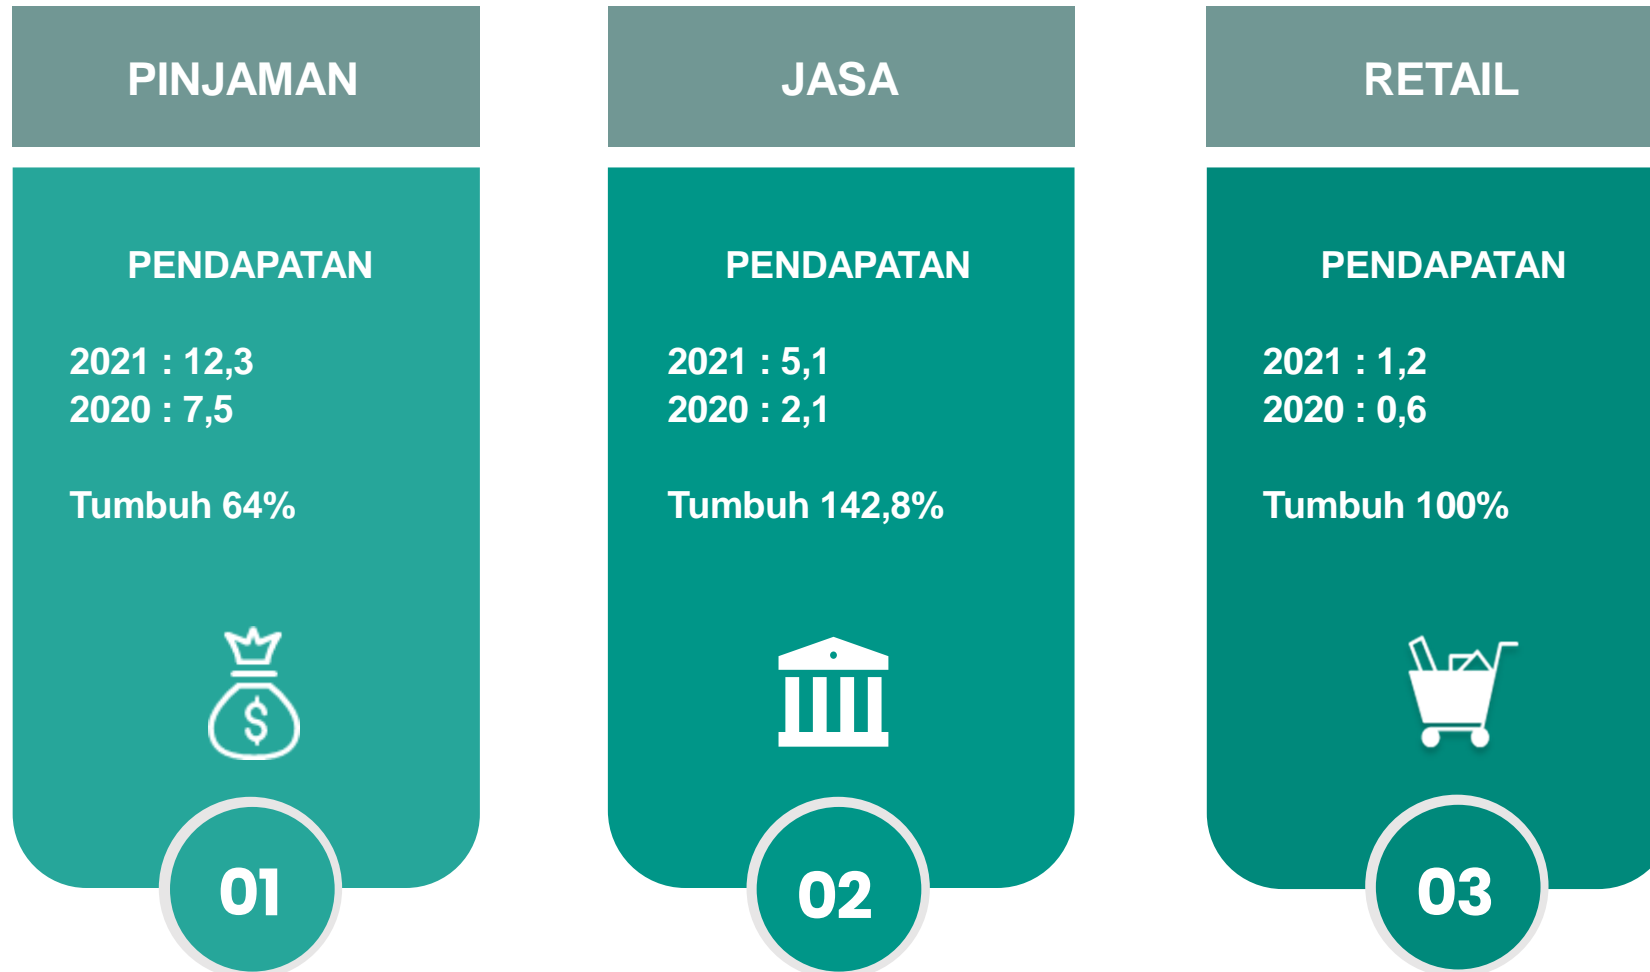 PINJAMAN
PENDAPATAN
2021 : 12,3
2020 : 7,5
Tumbuh 64%
$
01
JASA
PENDAPATAN
2021 : 5,1
2020 : 2,1
Tumbuh 142,8%
02
RETAIL
PENDAPATAN
2021 : 1,2
2020 : 0,6
Tumbuh 100%
03